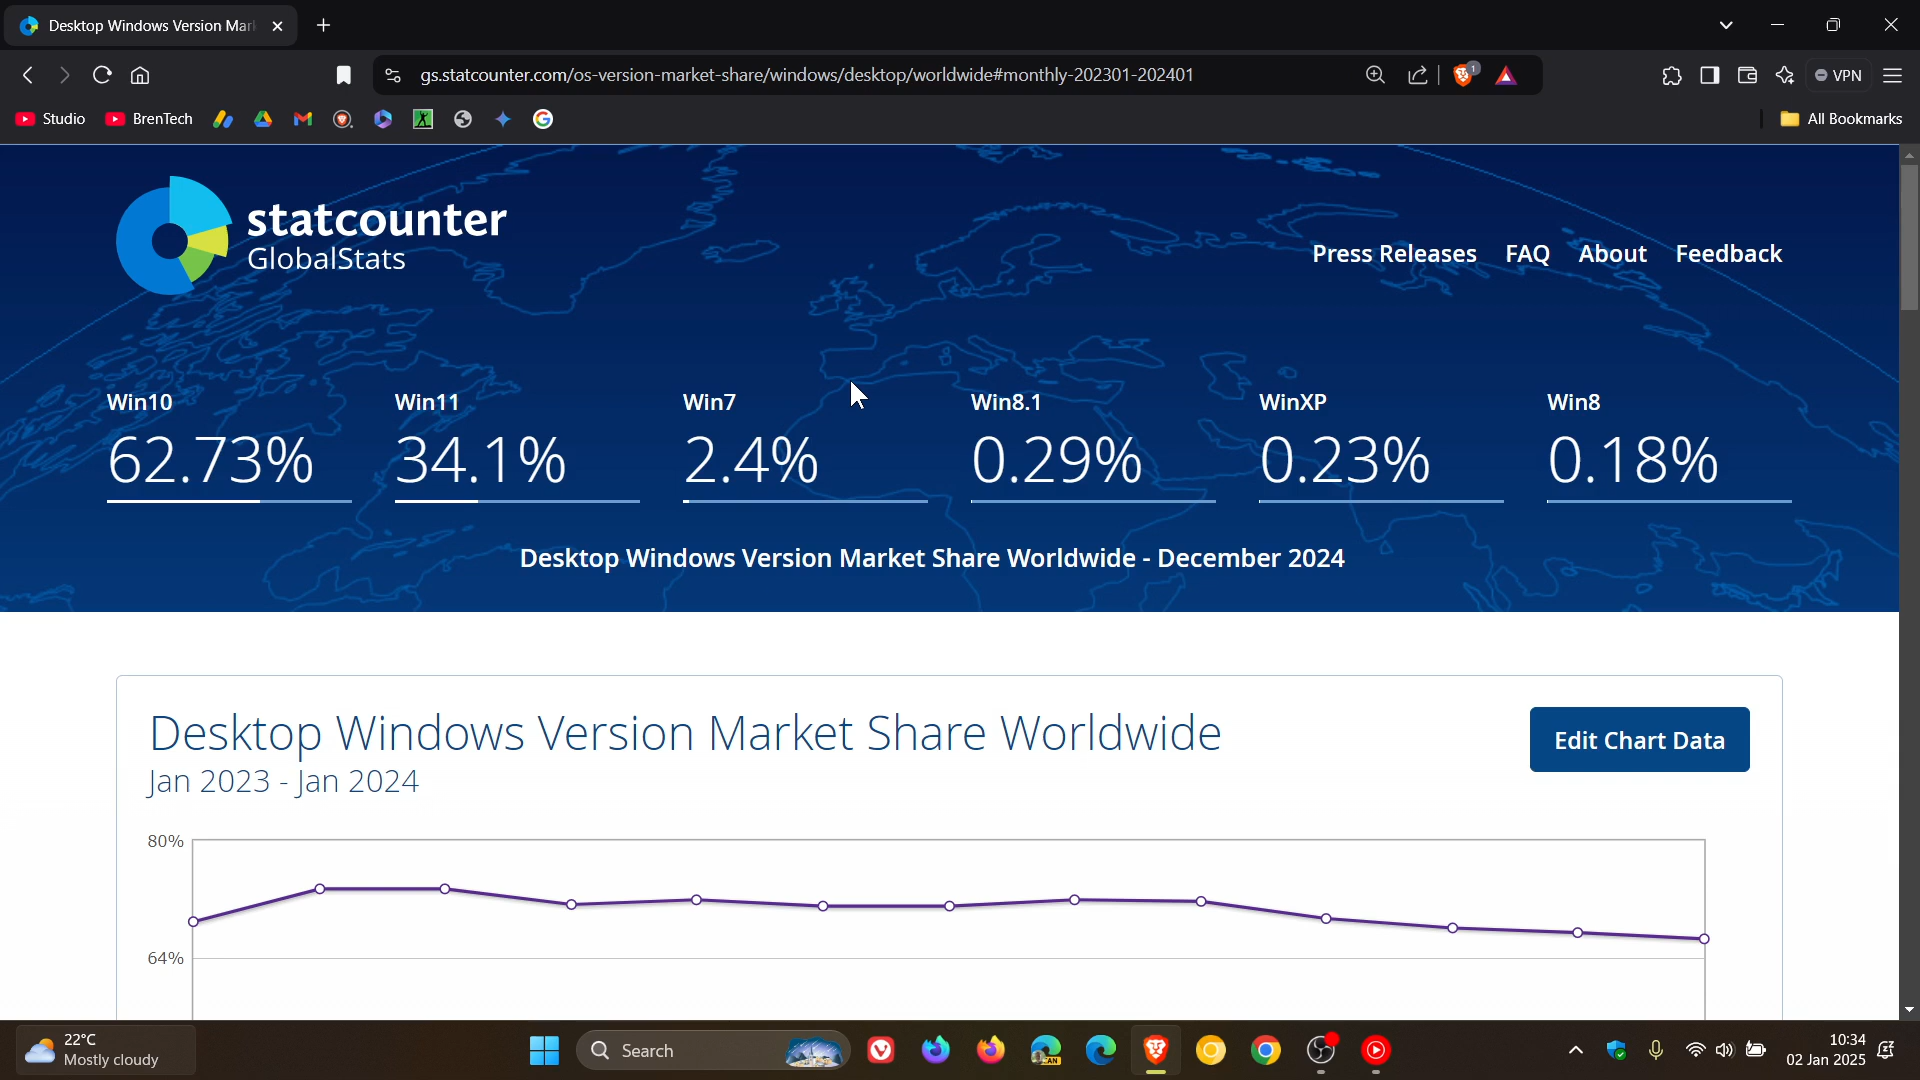 Desktop Windows Version Mar
gs.statcounter.com/os-version-market-share/windows/desktop/worldwide#monthly-202301-202401
1
VPN
Studio
BrenTech
All Bookmarks
statcounter
GlobalStats
Press Releases FAQ About Feedback
Win10 Win11 Win7 Win8.1 WinXP Win8
62.73% 34.1% 2.4% 0.29% 0.23% 0.18%
Desktop Windows Version Market Share Worldwide - December 2024
Desktop Windows Version Market Share Worldwide
Edit Chart Data
Jan 2023 - Jan 2024
80%
64%
22°C
Mostly cloudy
Search
CAN
10:34
02 Jan 2025